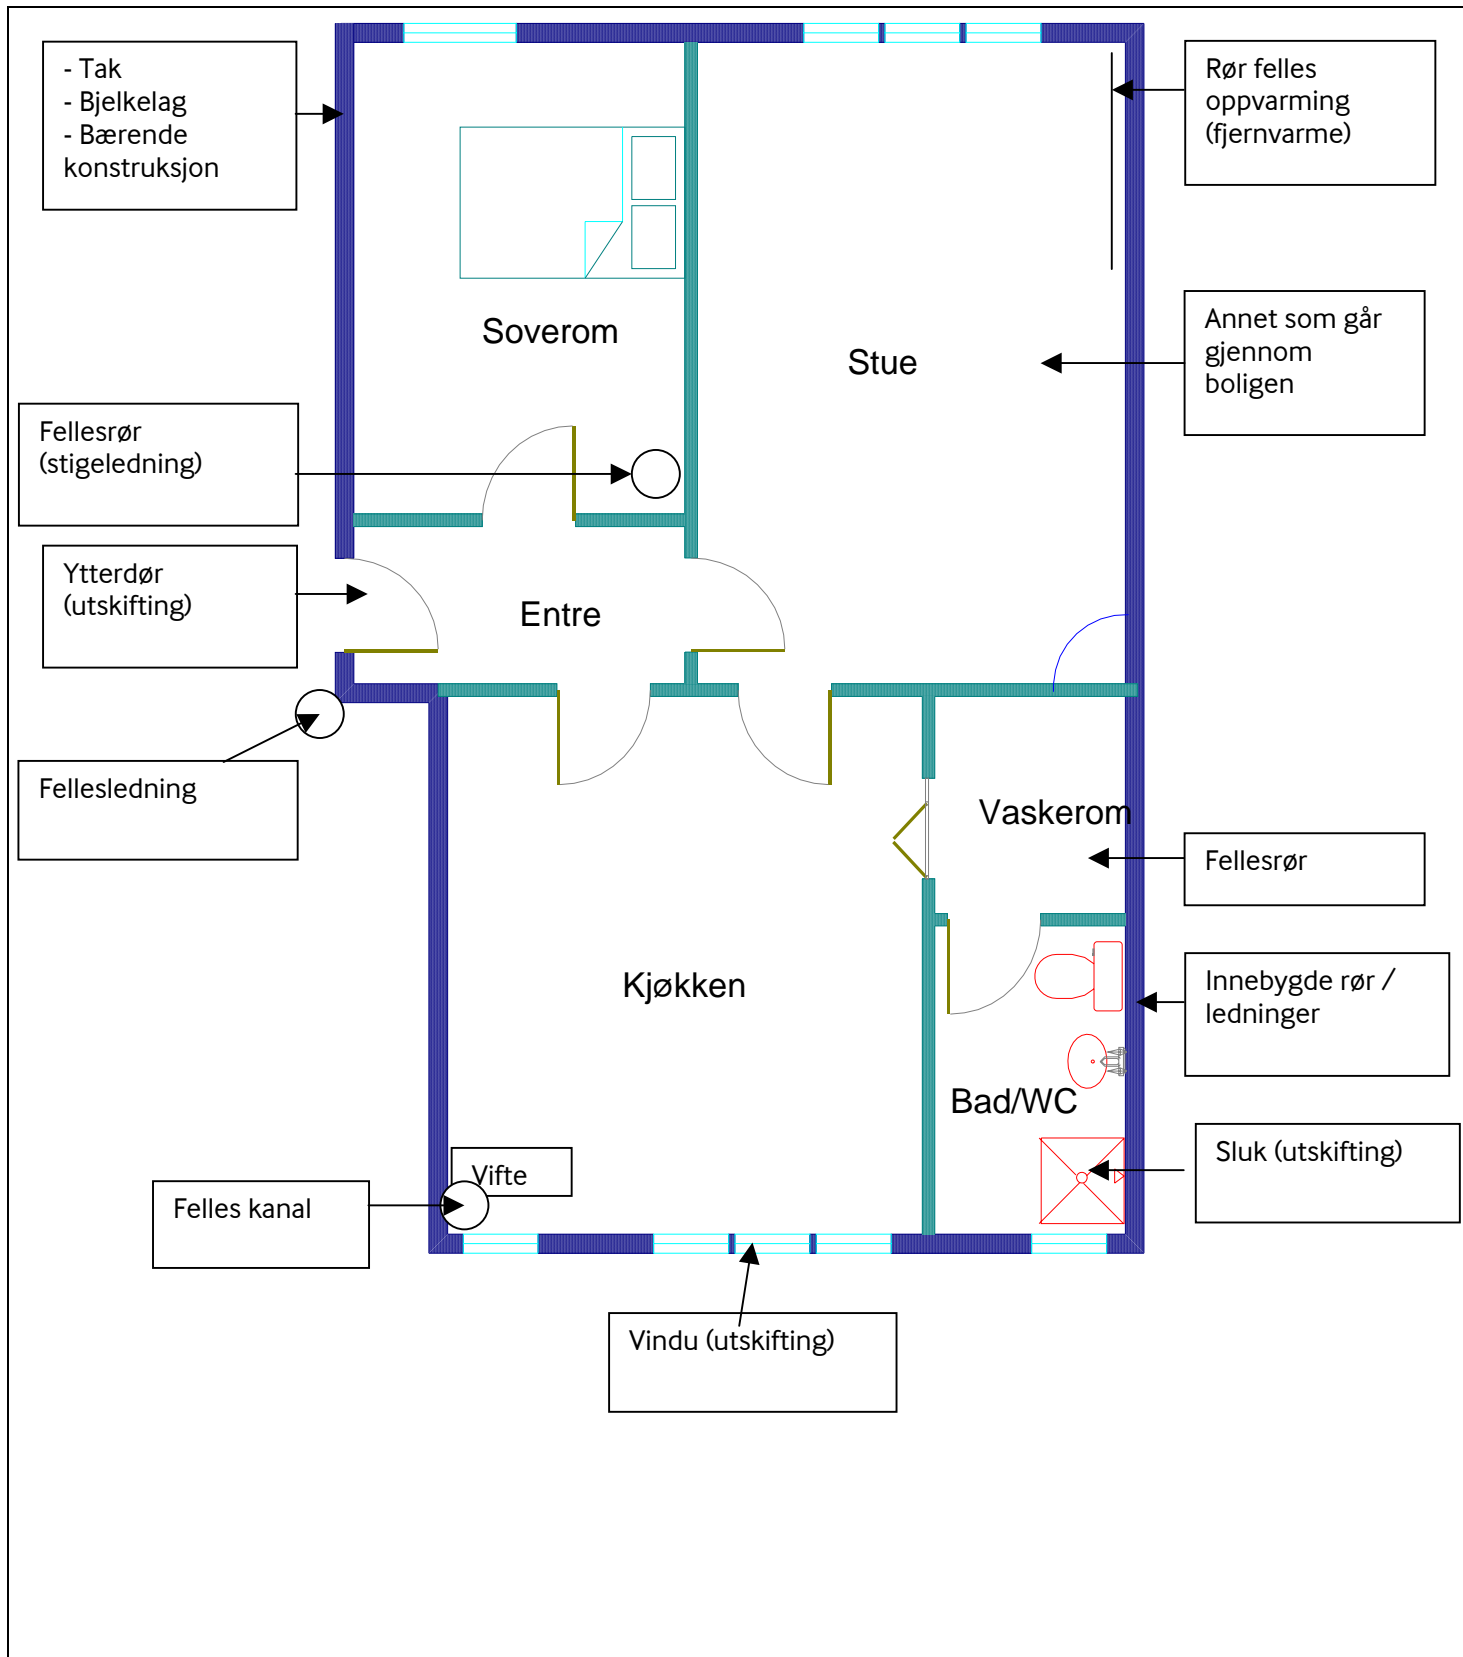 - Tak
- Bjelkelag
- Bærende
konstruksjon
Rør felles
oppvarming
(fjernvarme)
Soverom
Stue
Annet som går
gjennom
boligen
Fellesrør
(stigeledning)
Ytterdør
(utskifting)
Entre
Fellesledning
Vaskerom
Fellesrør
Kjøkken
Innebygde rør /
ledninger
Bad/WC
Sluk (utskifting)
Vifte
Felles kanal
Vindu (utskifting)